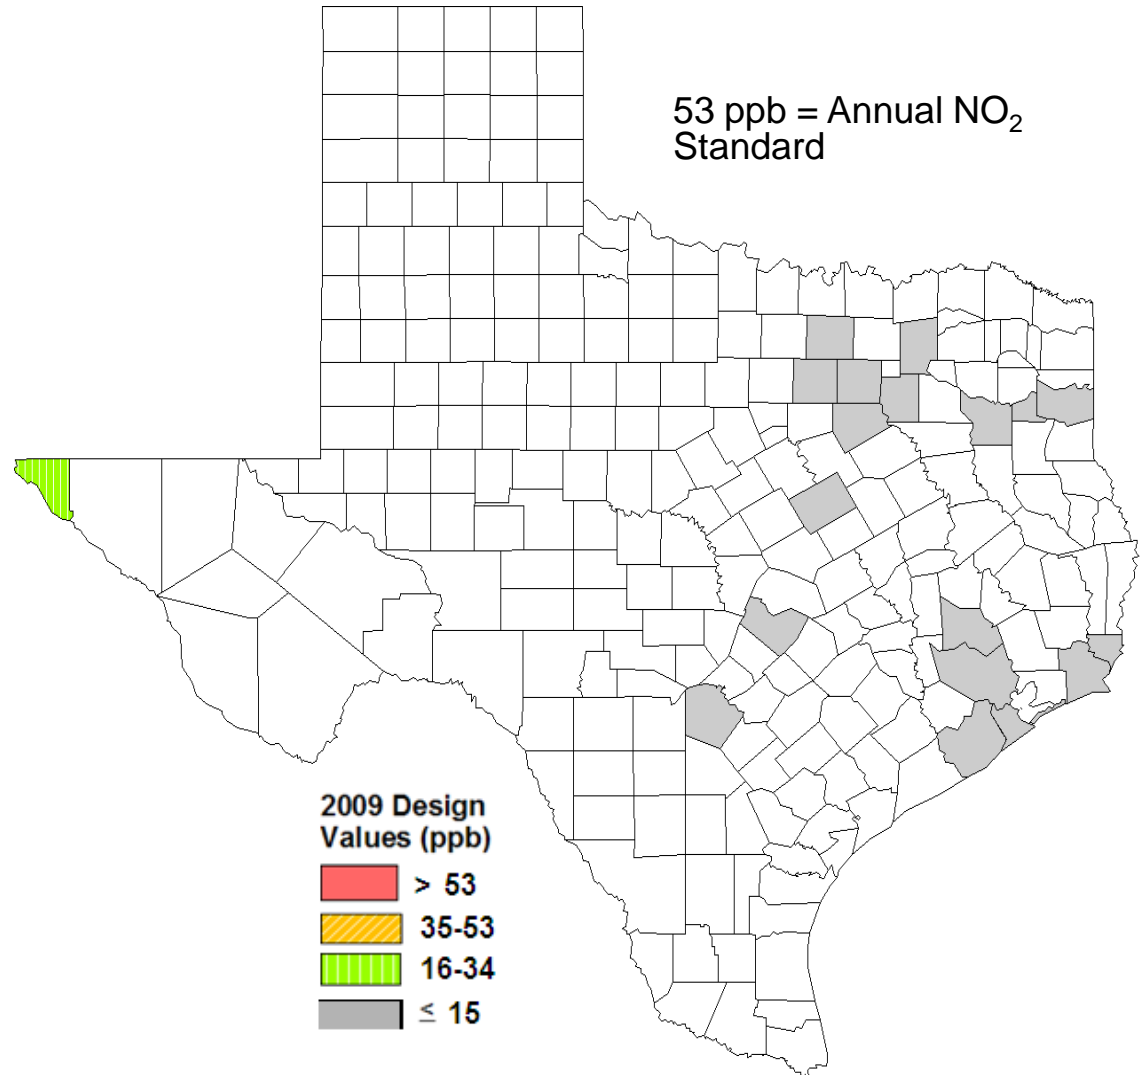 53 ppb = Annual NO₂
Standard
2009 Design
Values (ppb)
> 53
35-53
16-34
≤ 15